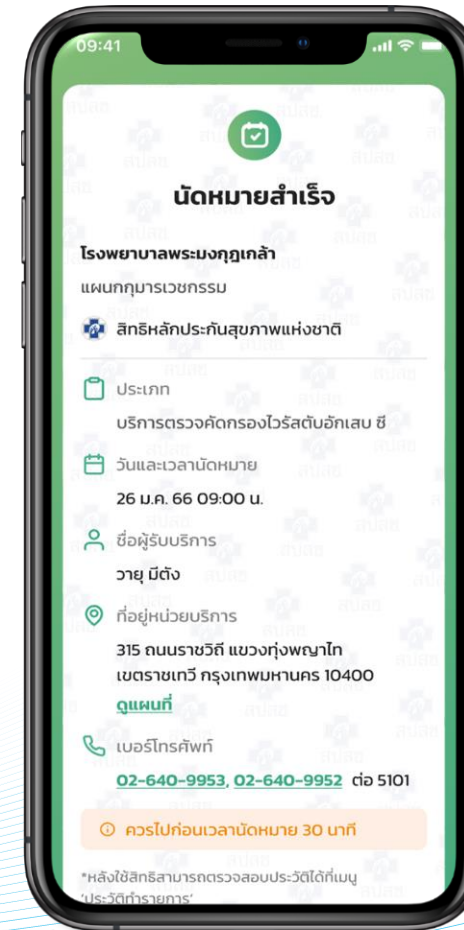 09:41
นัดหมายสำเร็จ
โรงพยาบาลพระมงกุฎเกล้า
แผนกกุมารเวชกรรม
สิทธิหลักประกันสุขภาพแห่งชาติ
ประเภท
บริการตรวจคัดกรองไวรัสตับอักเสบ ซี
วันและเวลานัดหมาย
26 ม.ค. 66 09:00 น.
ชื่อผู้รับบริการ
วายุ มีตัง
ที่อยู่หน่วยบริการ
315 ถนนราชวิถี แขวงทุ่งพญาไท
เขตราชเทวี กรุงเทพมหานคร 10400
ดูแผนที่
เบอร์โทรศัพท์
02-640-9953, 02-640-9952 ต่อ 5101
ควรไปก่อนเวลานัดหมาย 30 นาที
*หลังใช้สิทธิสามารถตรวจสอบประวัติได้ที่เมนู
'ประวัติทำรายการ'